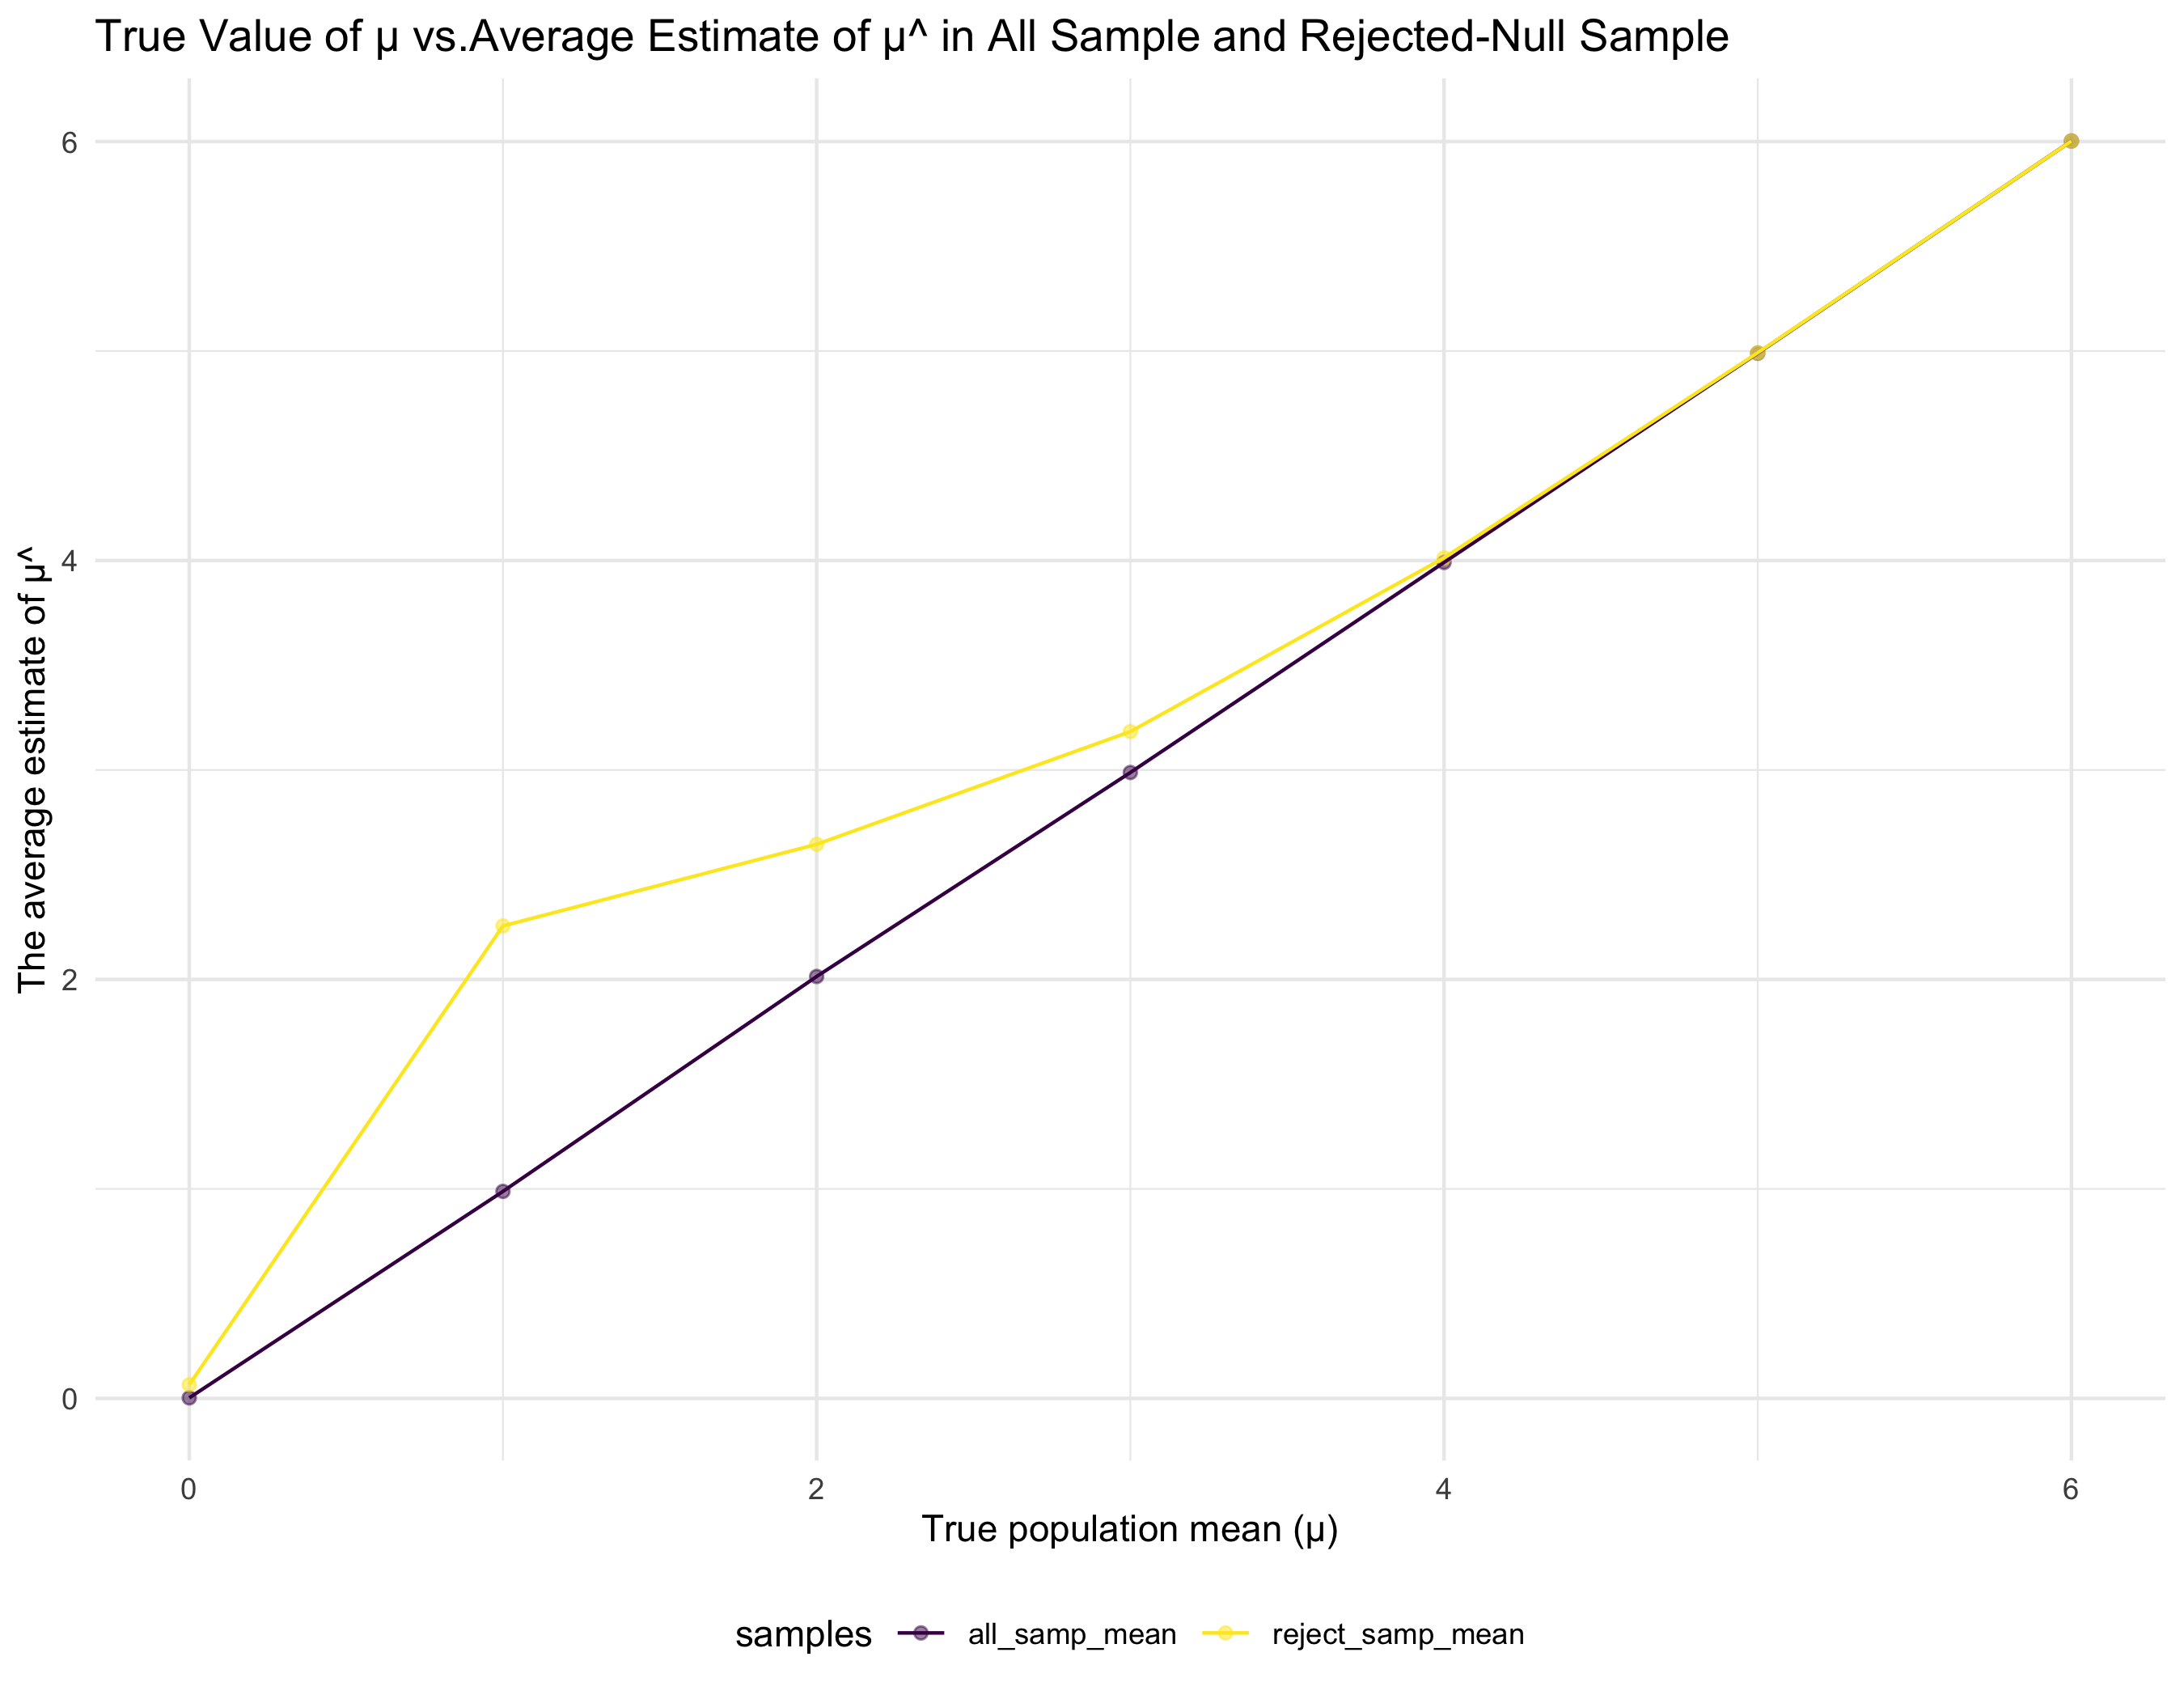 True Value of μ vs.Average Estimate of μ^ in All Sample and Rejected-Null Sample
The average estimate of μ^
6
4
2
0
0 2 4 6
True population mean (μ)
samples all_samp_mean reject_samp_mean